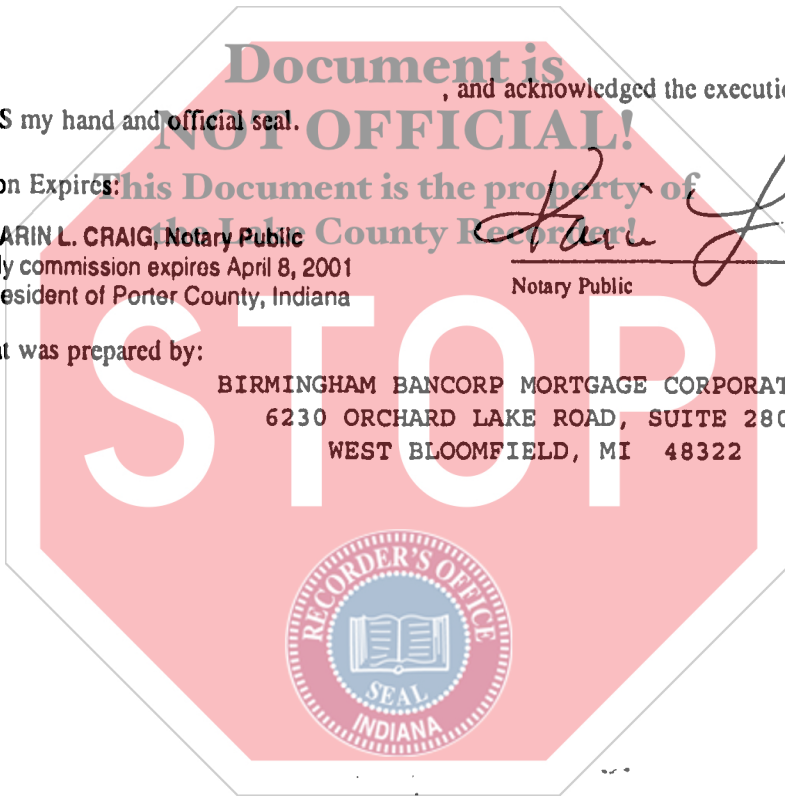 Document is
, and acknowledged the executi
S my hand and official seal.
NOT OFFICIAL!
on Expires:
This Document is the property of
ARIN L. CRAIG, Notary Public
the Lake County Recorder!
y commission expires April 8, 2001
esident of Porter County, Indiana
Notary Public
t was prepared by:
STOP
BIRMINGHAM BANCORP MORTGAGE CORPORAT
6230 ORCHARD LAKE ROAD, SUITE 280
WEST BLOOMFIELD, MI 48322
RECORDER'S OFFICE
SEAL
INDIANA